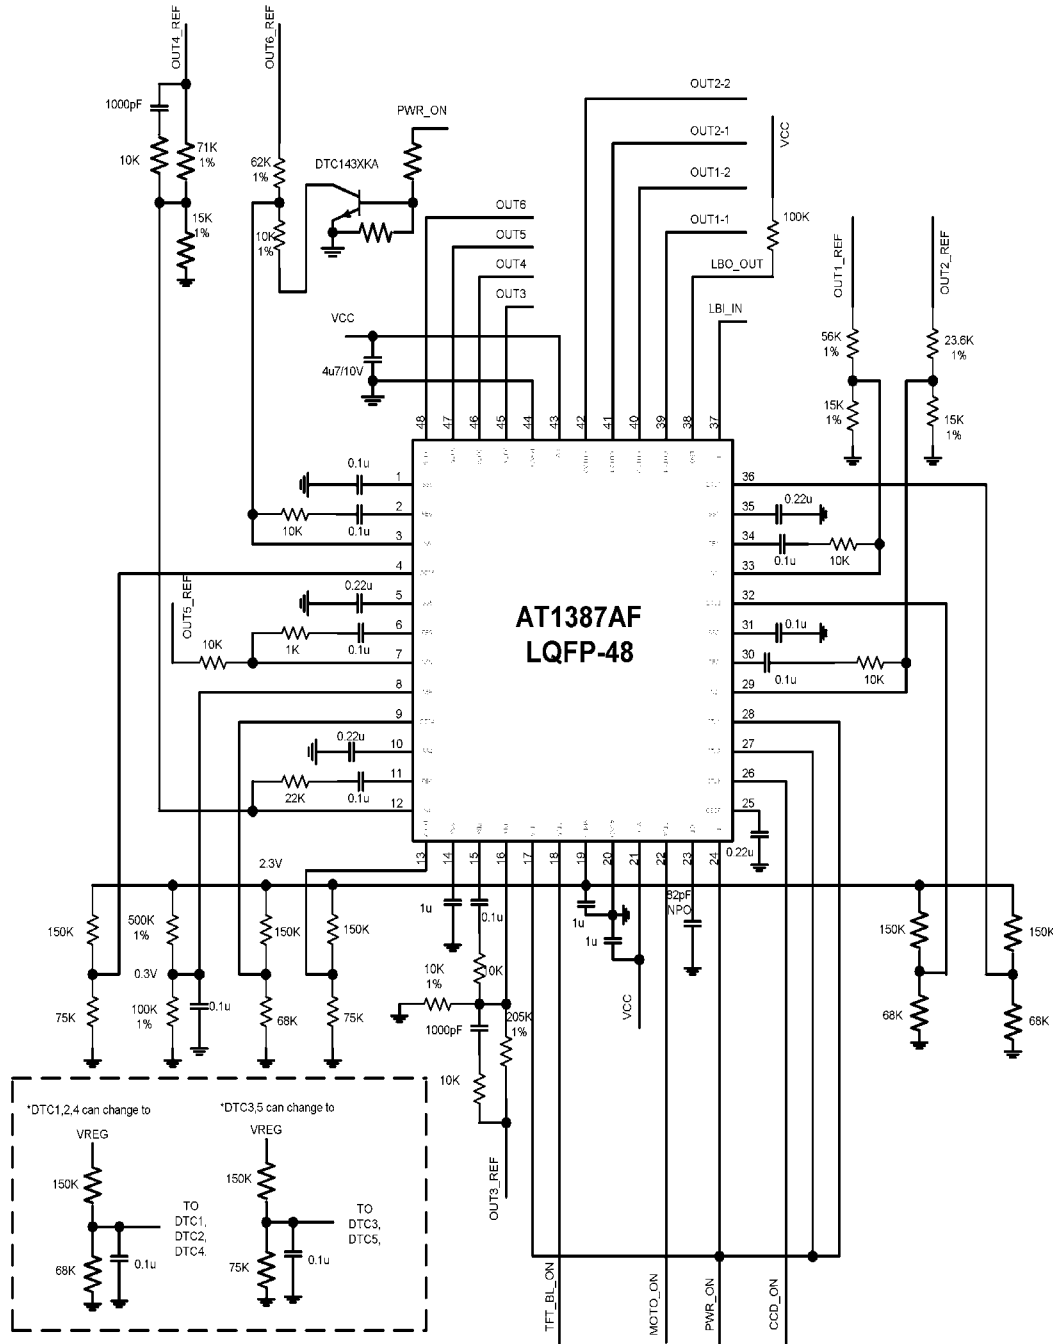 OUT4_REF
OUT6_REF
1000pF
10K
71K
1%
15K
1%
62K
1%
10K
1%
DTC143XKA
PWR_ON
OUT6
OUT5
OUT4
OUT3
VCC
4u7/10V
OUT2-2
OUT2-1
OUT1-2
OUT1-1
LBO_OUT
LBI_IN
VCC
100K
OUT1_REF
OUT2_REF
56K
1%
23.6K
1%
15K
1%
15K
1%
48
47
46
45
44
43
42
41
40
39
38
37
1
0.1u
2
10K
0.1u
3
4
OUT5_REF
0.22u
5
6
1K
0.1u
10K
7
8
9
0.22u
10
11
22K
0.1u
12
AT1387AF
LQFP-48
36
0.22u
35
34
0.1u
10K
33
32
0.1u
31
30
0.1u
10K
29
28
27
26
25
0.22u
13
14
15
16
17
18
19
20
21
22
23
24
2.3V
150K
500K
1%
150K
150K
0.3V
75K
100K
1%
0.1u
68K
75K
1u
0.1u
10K
1%
10K
1000pF
205K
1%
10K
OUT3_REF
1u
1u
VCC
82pF
NPO
150K
150K
68K
68K
*DTC1,2,4 can change to
VREG
150K
TO
DTC1,
DTC2,
DTC4.
68K
0.1u
*DTC3,5 can change to
VREG
150K
TO
DTC3,
DTC5,
75K
0.1u
TFT_BL_ON
MOTO_ON
PWR_ON
CCD_ON